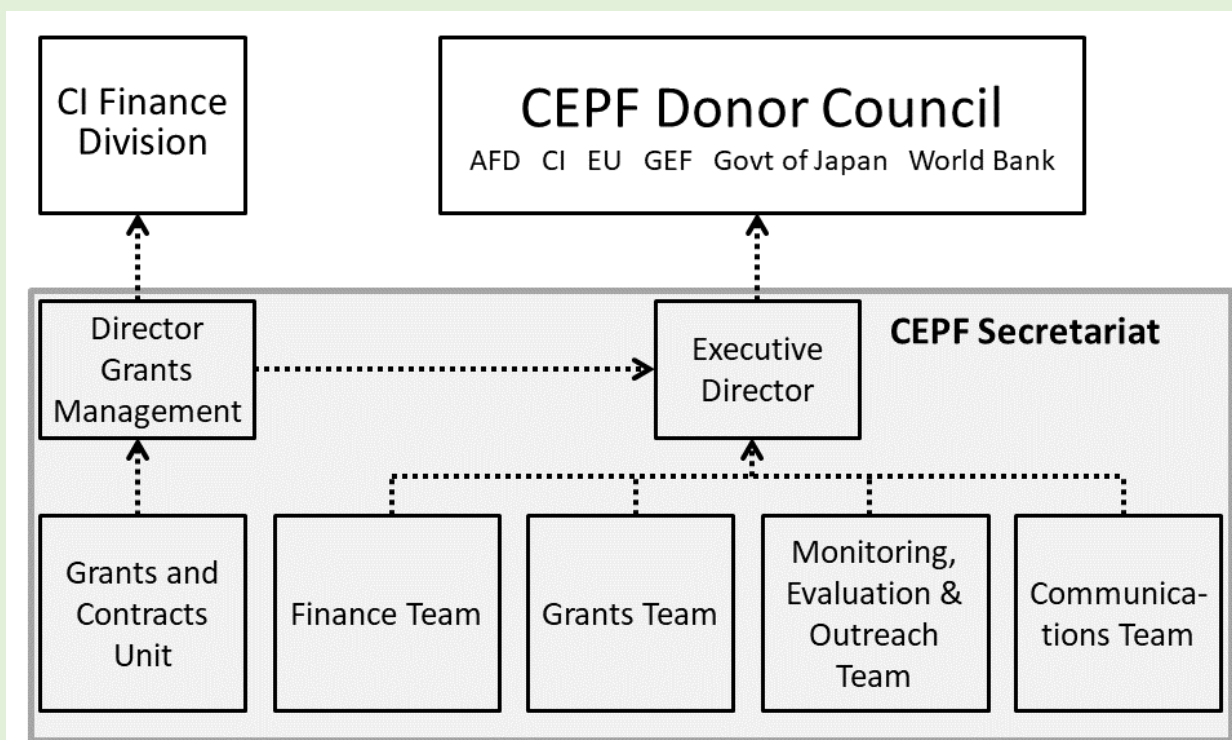 CI Finance
Division
CEPF Donor Council
AFD CI EU GEF Govt of Japan World Bank
Director
Grants
Management
Executive
Director
CEPF Secretariat
Grants and
Contracts
Unit
Finance Team
Grants Team
Monitoring,
Evaluation &
Outreach
Team
Communica-
tions Team